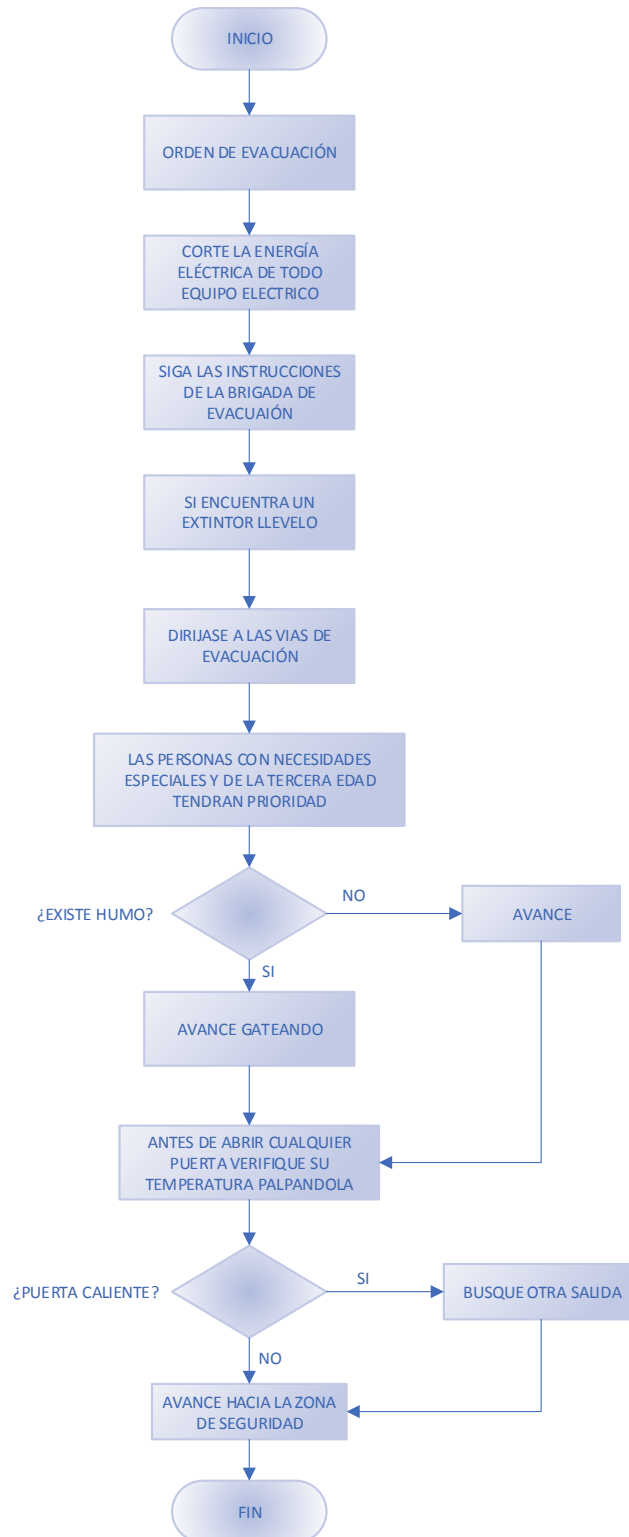 INICIO
ORDEN DE EVACUACIÓN
CORTE LA ENERGÍA
ELÉCTRICA DE TODO
EQUIPO ELECTRICO
SIGA LAS INSTRUCCIONES
DE LA BRIGADA DE
EVACUAIÓN
SI ENCUENTRA UN
EXTINTOR LLEVELO
DIRIJASE A LAS VIAS DE
EVACUACIÓN
LAS PERSONAS CON NECESIDADES
ESPECIALES Y DE LA TERCERA EDAD
TENDRAN PRIORIDAD
¿EXISTE HUMO?
NO
AVANCE
SI
AVANCE GATEANDO
ANTES DE ABRIR CUALQUIER
PUERTA VERIFIQUE SU
TEMPERATURA PALPANDOLA
¿PUERTA CALIENTE?
SI
BUSQUE OTRA SALIDA
NO
AVANCE HACIA LA ZONA
DE SEGURIDAD
FIN